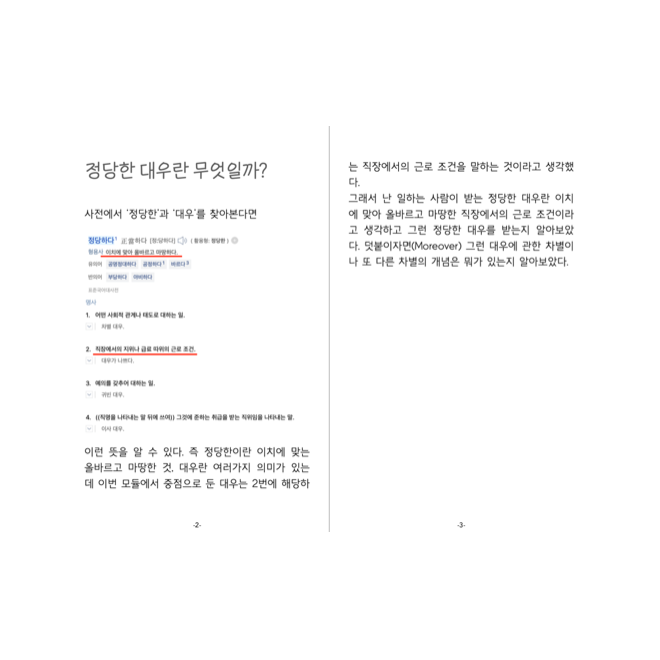 정당한 대우란 무엇일까?
사전에서 '정당한'과 '대우'를 찾아본다면
정당하다1 正當하다 [정:당하다] ( 활용형: 정당한 )
형용사 이치에 맞아 올바르고 마땅하다.
유의어 공명정대하다 공정하다1 바르다3
반의어 부당하다 야비하다
표준국어대사전
명사
1. 어떤 사회적 관계나 태도로 대하는 일.
차별 대우.
2. 직장에서의 지위나 급료 따위의 근로 조건.
대우가 나쁘다.
3. 예의를 갖추어 대하는 일.
귀빈 대우.
4. ((직명을 나타내는 말 뒤에 쓰여)) 그것에 준하는 취급을 받는 직위임을 나타내는 말.
이사 대우.
이런 뜻을 알 수 있다. 즉 정당한이란 이치에 맞는
올바르고 마땅한 것, 대우란 여러가지 의미가 있는
데 이번 모듈에서 중점으로 둔 대우는 2번에 해당하
-2-
는 직장에서의 근로 조건을 말하는 것이라고 생각했
다.
그래서 난 일하는 사람이 받는 정당한 대우란 이치
에 맞아 올바르고 마땅한 직장에서의 근로 조건이라
고 생각하고 그런 정당한 대우를 받는지 알아보았
다. 덧붙이자면(Moreover) 그런 대우에 관한 차별이
나 또 다른 차별의 개념은 뭐가 있는지 알아보았다.
-3-